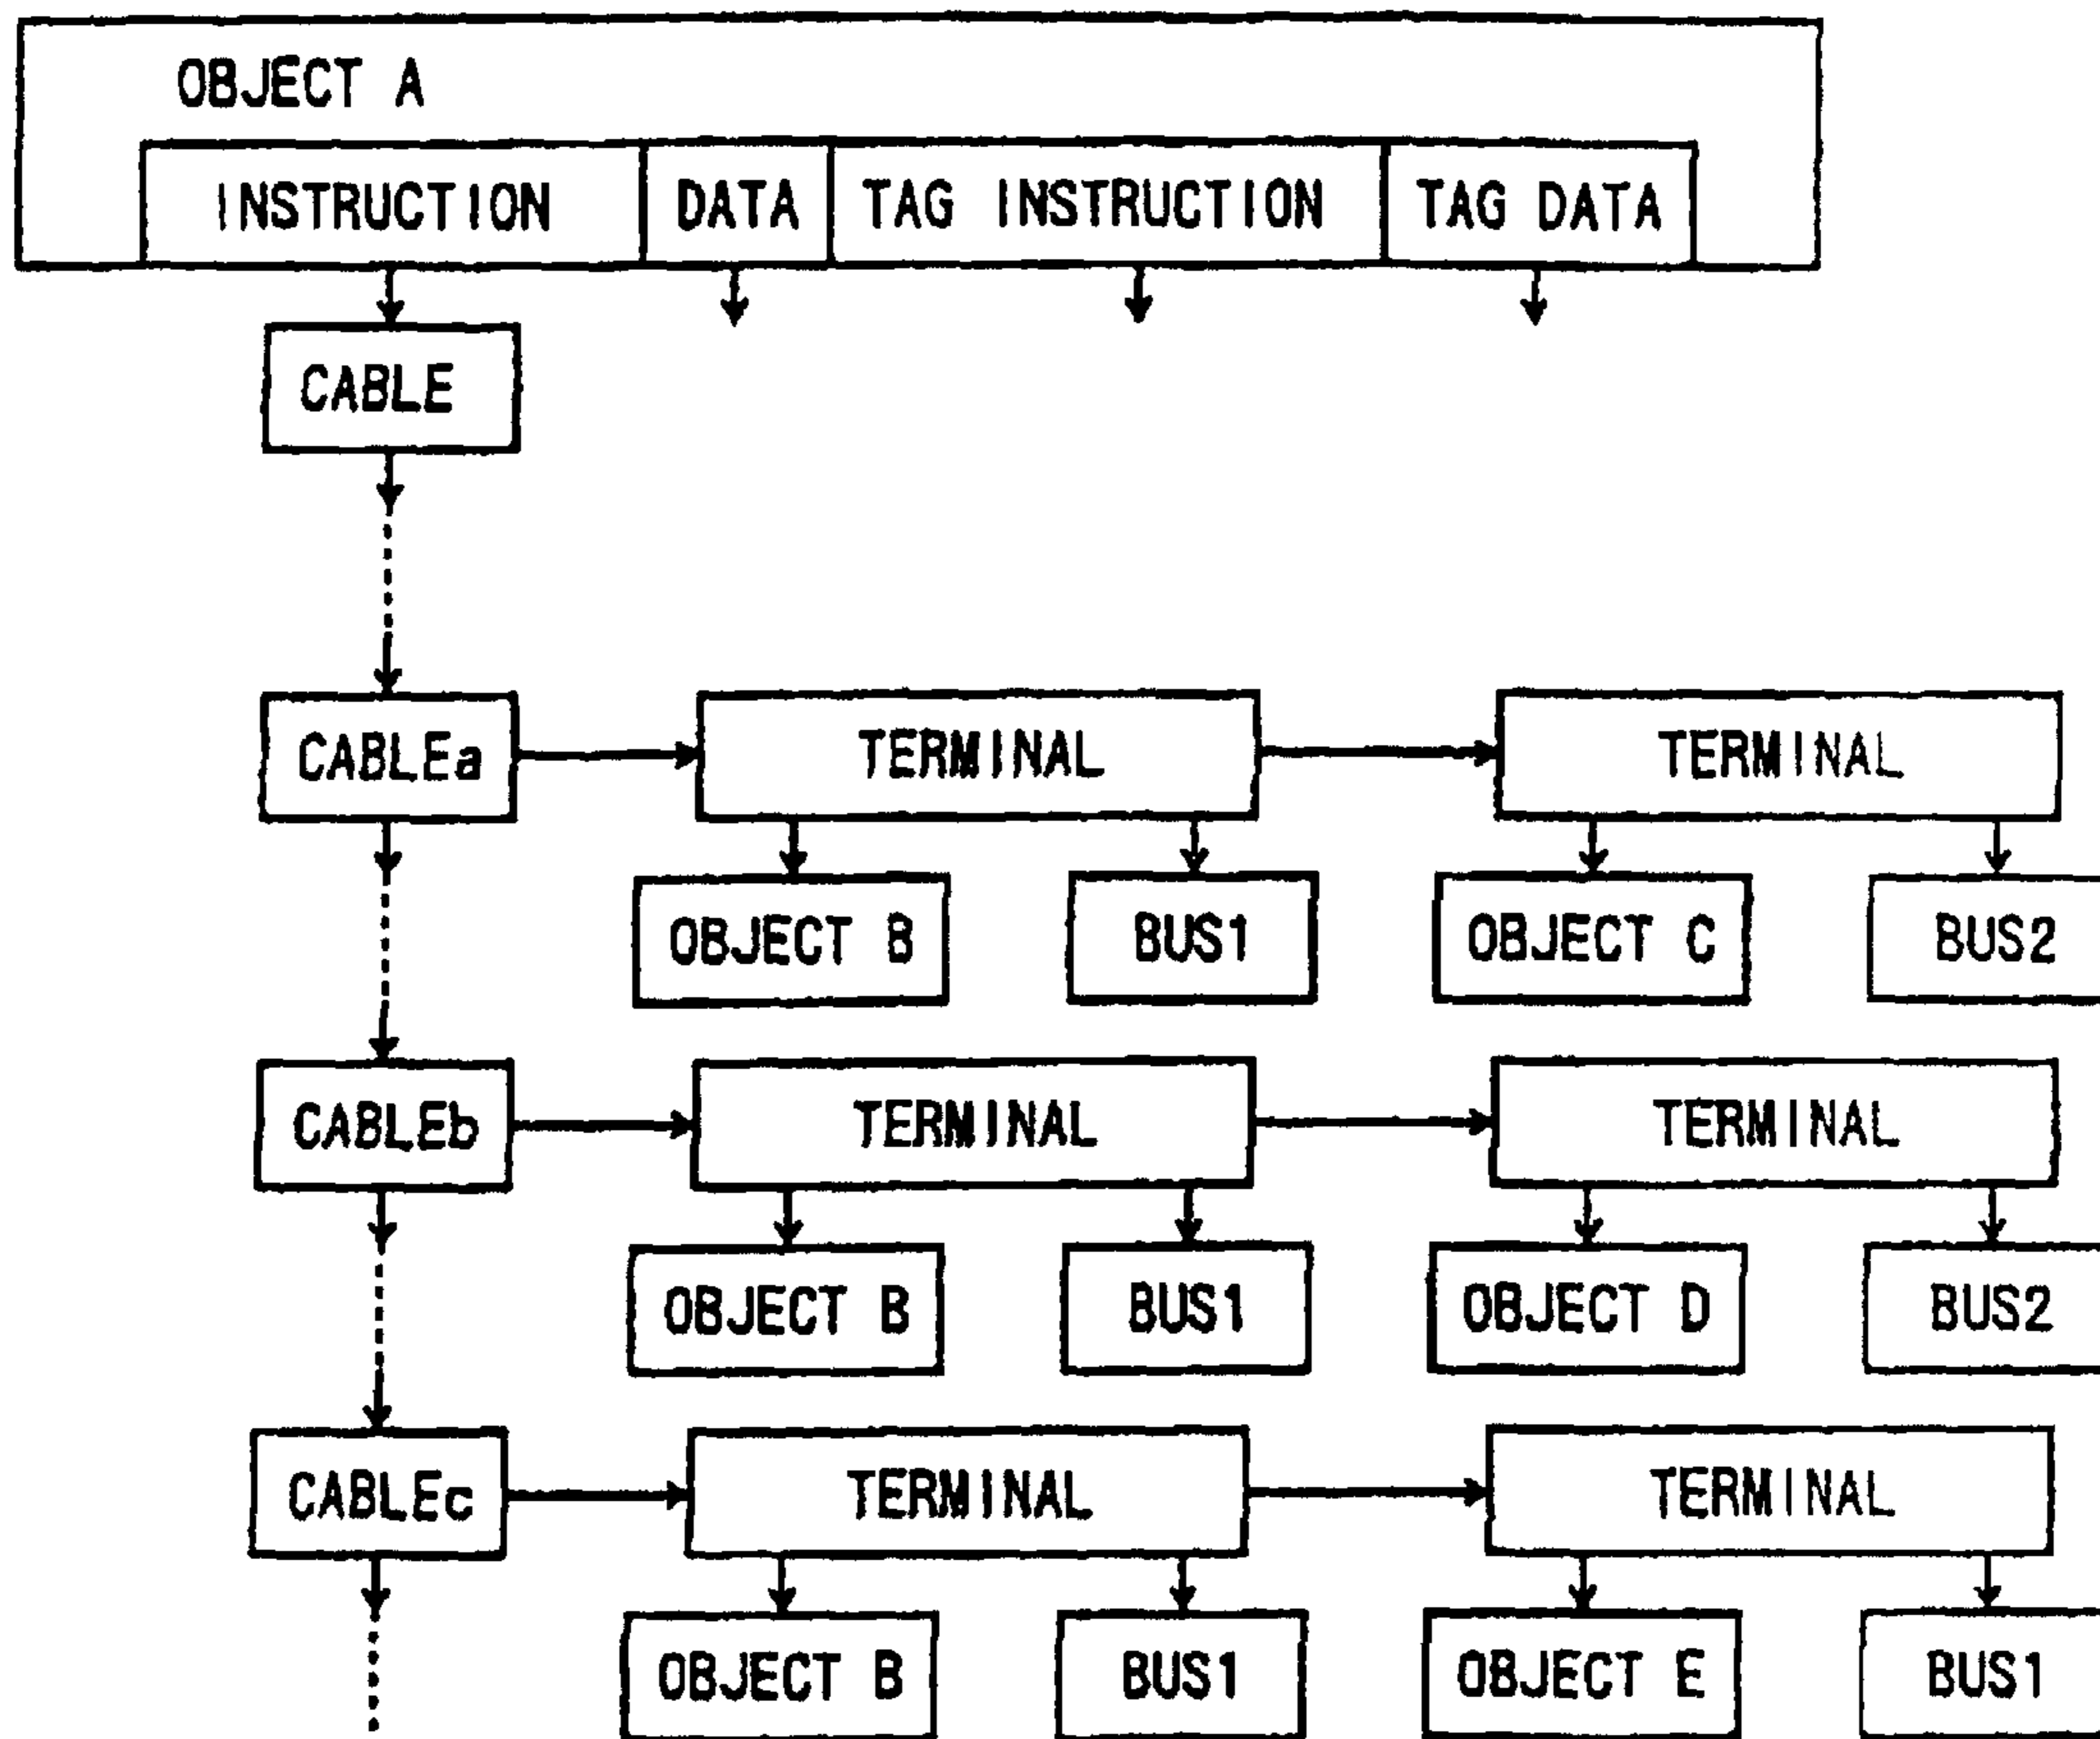 OBJECT A
INSTRUCTION DATA TAG INSTRUCTION TAG DATA
CABLE
CABLEa TERMINAL TERMINAL
OBJECT B BUS1 OBJECT C BUS2
CABLEb TERMINAL TERMINAL
OBJECT B BUS1 OBJECT D BUS2
CABLEc TERMINAL TERMINAL
OBJECT B BUS1 OBJECT E BUS1